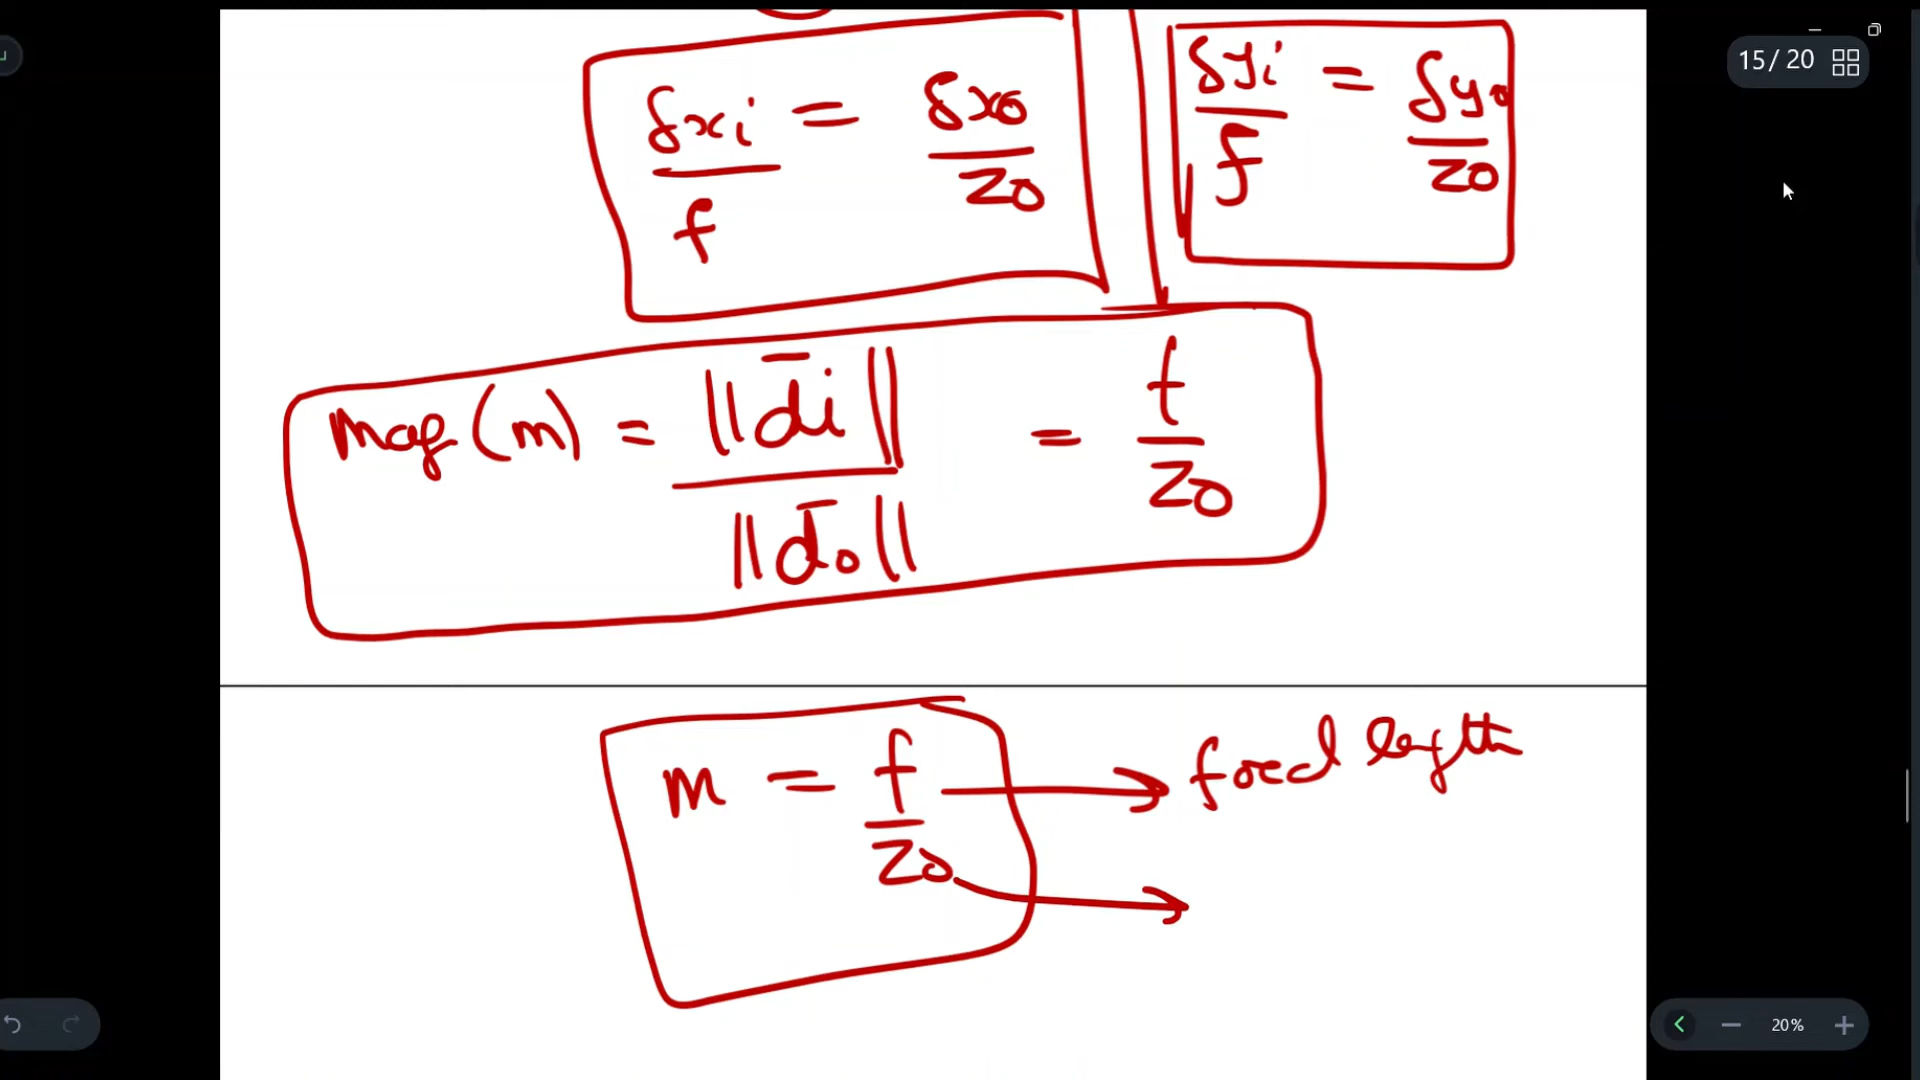 δxi/f = δxo/zo
δyi/f = δyo/zo
15/ 20
mag(m) = ||d̄i||/||d̄o|| = f/zo
m = f/zo → focal length
20%